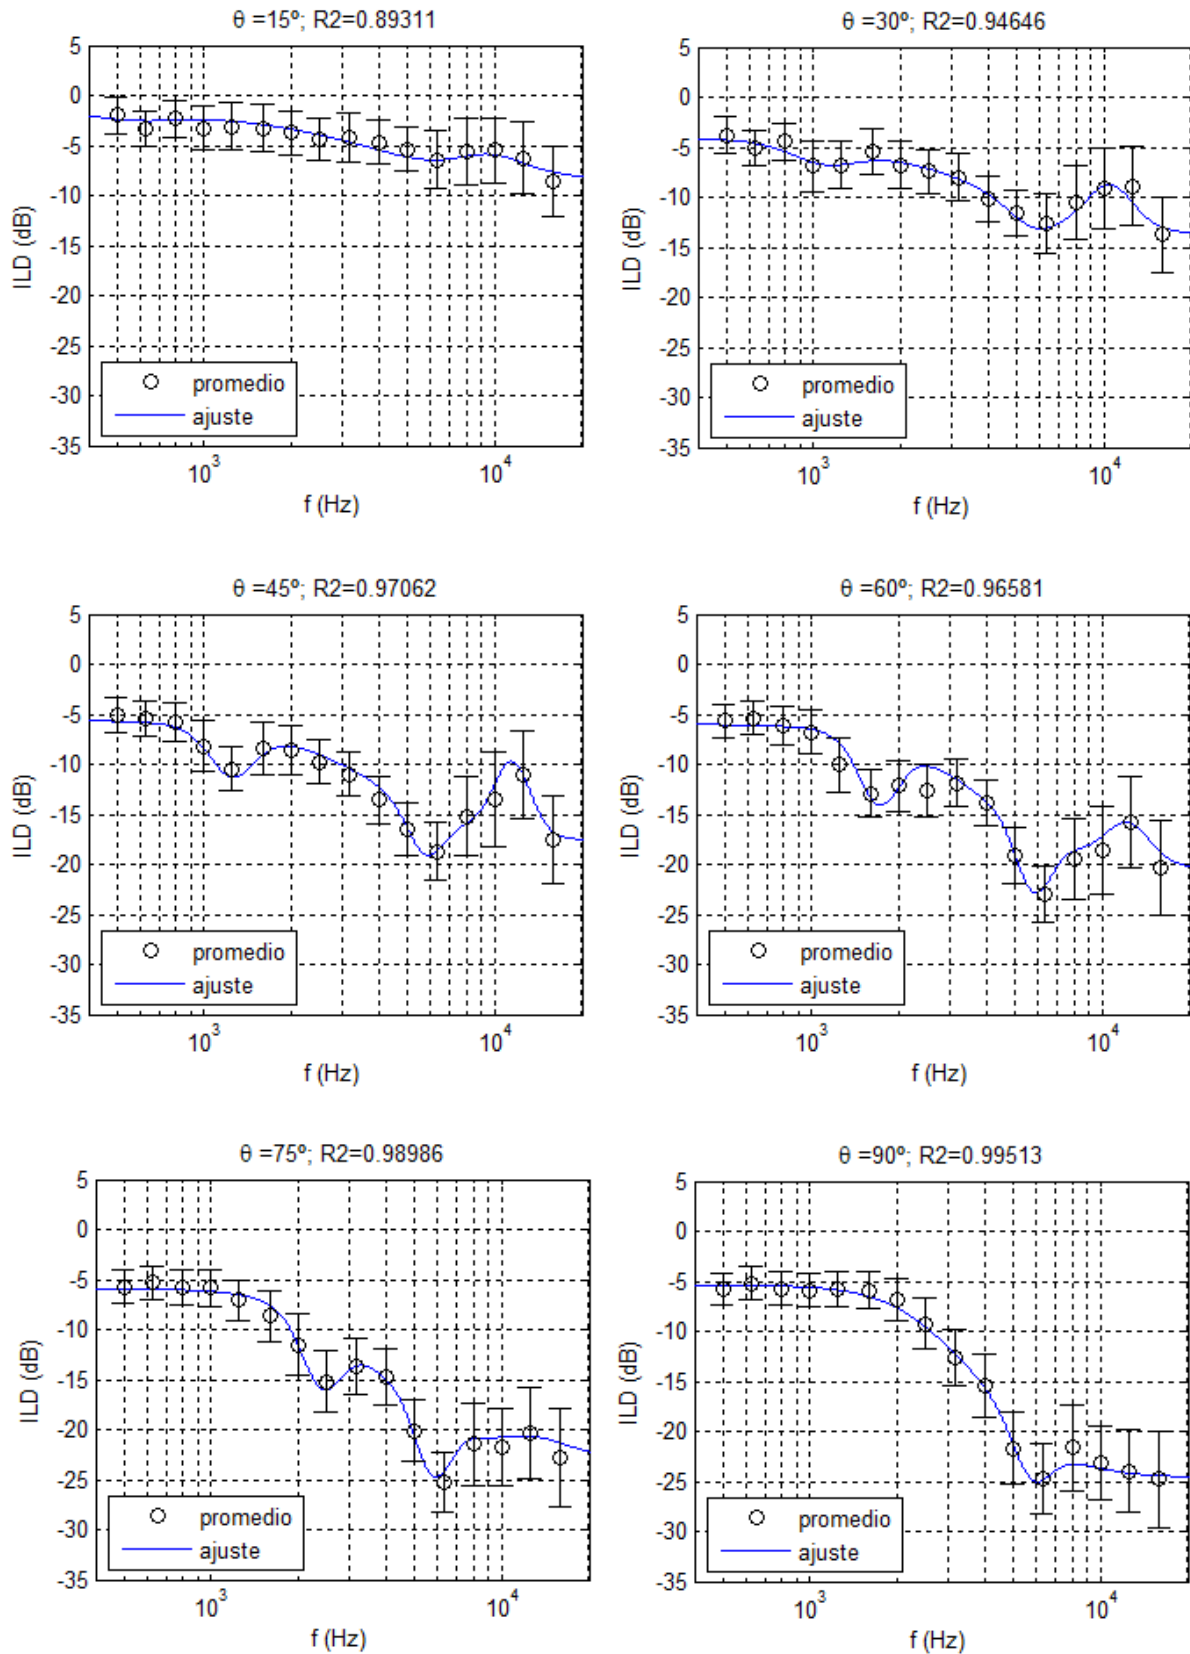 θ =15º; R2=0.89311
5
0
-5
-10
-15
-20
-25
-30
-35
ILD (dB)
promedio
ajuste
10³
10⁴
f (Hz)
θ =30º; R2=0.94646
5
0
-5
-10
-15
-20
-25
-30
-35
ILD (dB)
promedio
ajuste
10³
10⁴
f (Hz)
θ =45º; R2=0.97062
5
0
-5
-10
-15
-20
-25
-30
-35
ILD (dB)
promedio
ajuste
10³
10⁴
f (Hz)
θ =60º; R2=0.96581
5
0
-5
-10
-15
-20
-25
-30
-35
ILD (dB)
promedio
ajuste
10³
10⁴
f (Hz)
θ =75º; R2=0.98986
5
0
-5
-10
-15
-20
-25
-30
-35
ILD (dB)
promedio
ajuste
10³
10⁴
f (Hz)
θ =90º; R2=0.99513
5
0
-5
-10
-15
-20
-25
-30
-35
ILD (dB)
promedio
ajuste
10³
10⁴
f (Hz)